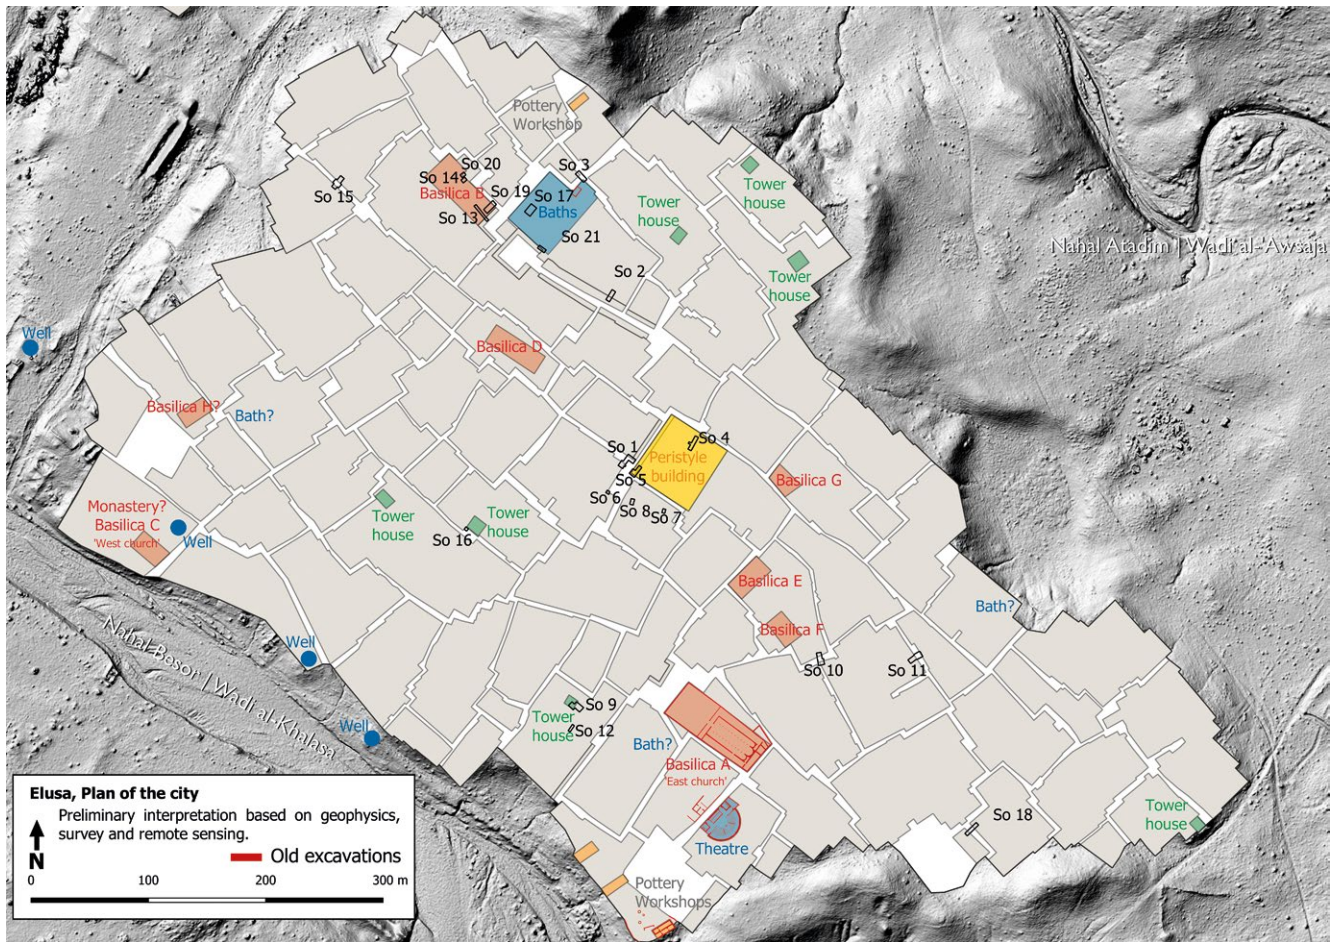 Pottery
Workshop
So 20
So 3
So 14
So 15
Basilica B
So 19
So 17
Baths
So 13
So 21
So 2
Tower
house
Tower
house
Tower
house
Nahal Atadim | Wadi al-'Awsaja
Well
Basilica D
Basilica H?
Bath?
So 1
So 4
Peristyle
building
So 5
So 6
So 8
So 7
Basilica G
Monastery?
Basilica C
'West church'
Well
Tower
house
Tower
house
So 16
Basilica E
Bath?
Basilica F
So 10
So 11
Nahal Bosor | Wadi al-Khalasa
Well
Well
So 9
Tower
house
So 12
Bath?
Basilica A
'East church'
Theatre
So 18
Tower
house
Pottery
Workshops
Elusa, Plan of the city
Preliminary interpretation based on geophysics,
survey and remote sensing.
N
Old excavations
0 100 200 300 m